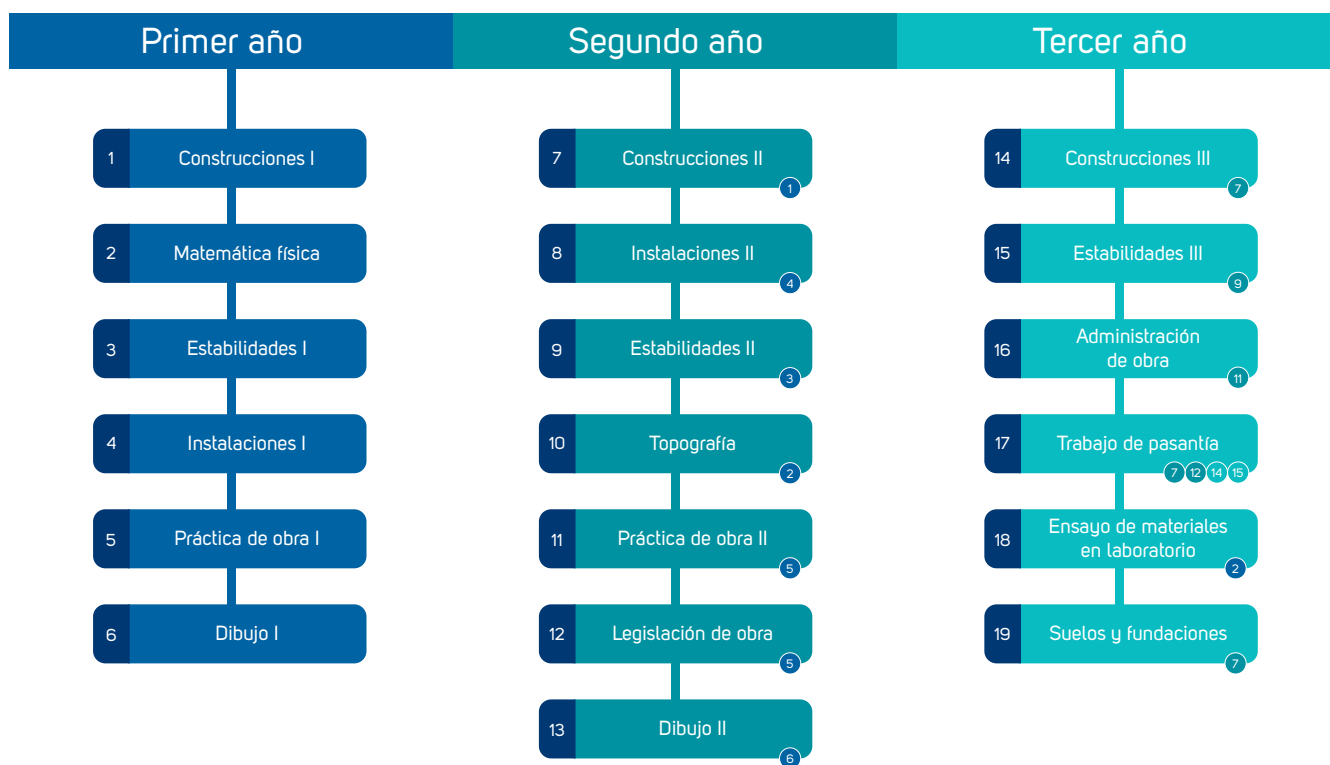 Primer año
1
Construcciones I
2
Matemática física
3
Estabilidades I
4
Instalaciones I
5
Práctica de obra I
6
Dibujo I
Segundo año
7
Construcciones II
1
8
Instalaciones II
4
9
Estabilidades II
3
10
Topografía
2
11
Práctica de obra II
5
12
Legislación de obra
5
13
Dibujo II
6
Tercer año
14
Construcciones III
7
15
Estabilidades III
9
16
Administración
de obra
11
17
Trabajo de pasantía
7 12 14 15
18
Ensayo de materiales
en laboratorio
2
19
Suelos y fundaciones
7